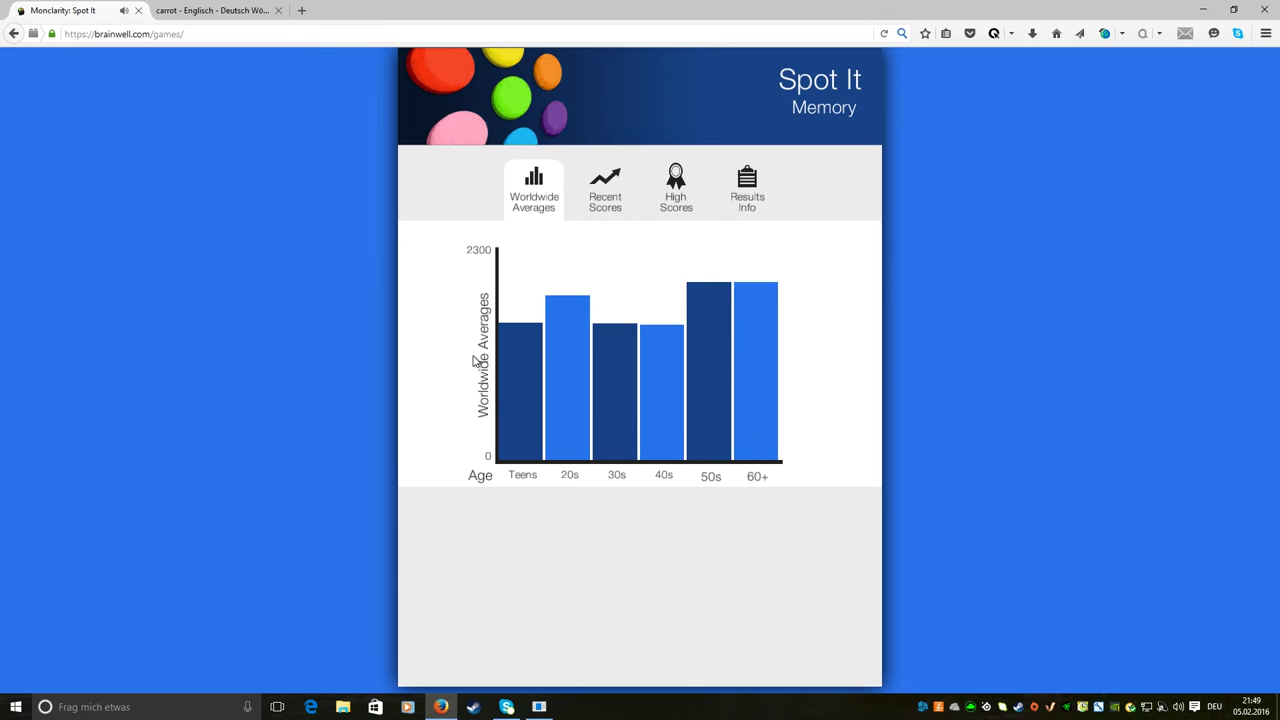 Monclarity: Spot It
carrot - Englisch - Deutsch Wö...
https://brainwell.com/games/
Spot It
Memory
Worldwide
Averages
Recent
Scores
High
Scores
Results
Info
2300
Worldwide Averages
0
Age Teens 20s 30s 40s 50s 60+
Frag mich etwas
DEU
21:49
05.02.2016